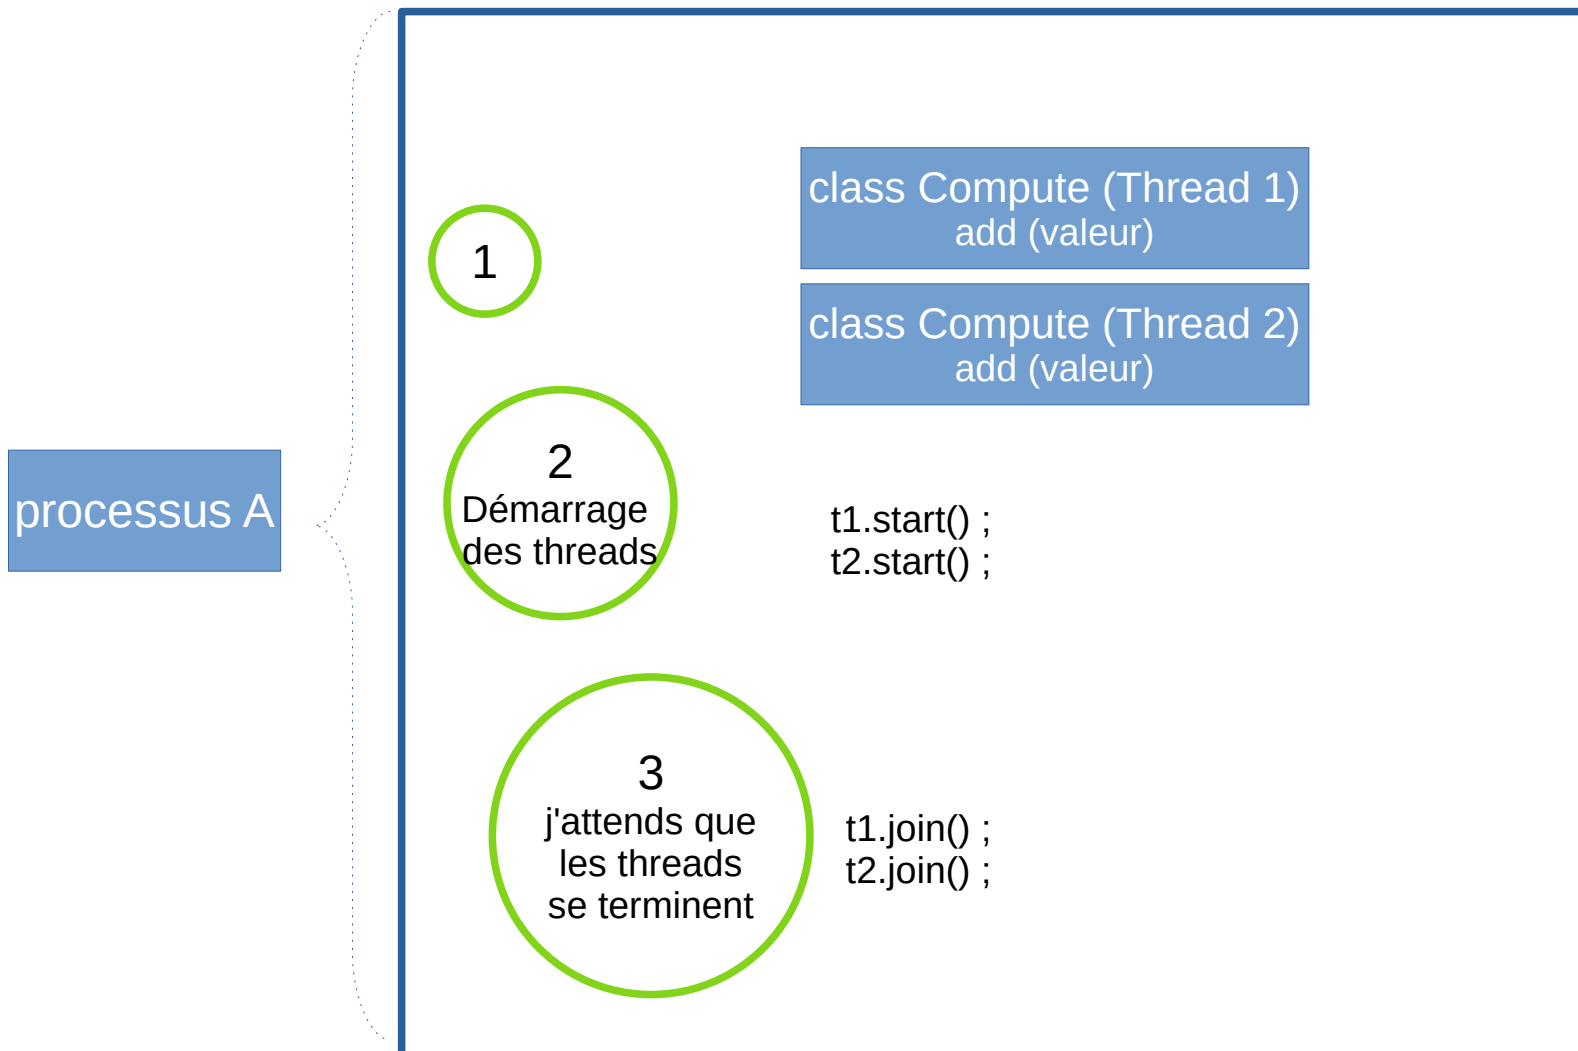 class Compute (Thread 1)
add (valeur)
1
class Compute (Thread 2)
add (valeur)
processus A
2
Démarrage
des threads
t1.start() ;
t2.start() ;
3
j'attends que
les threads
se terminent
t1.join() ;
t2.join() ;